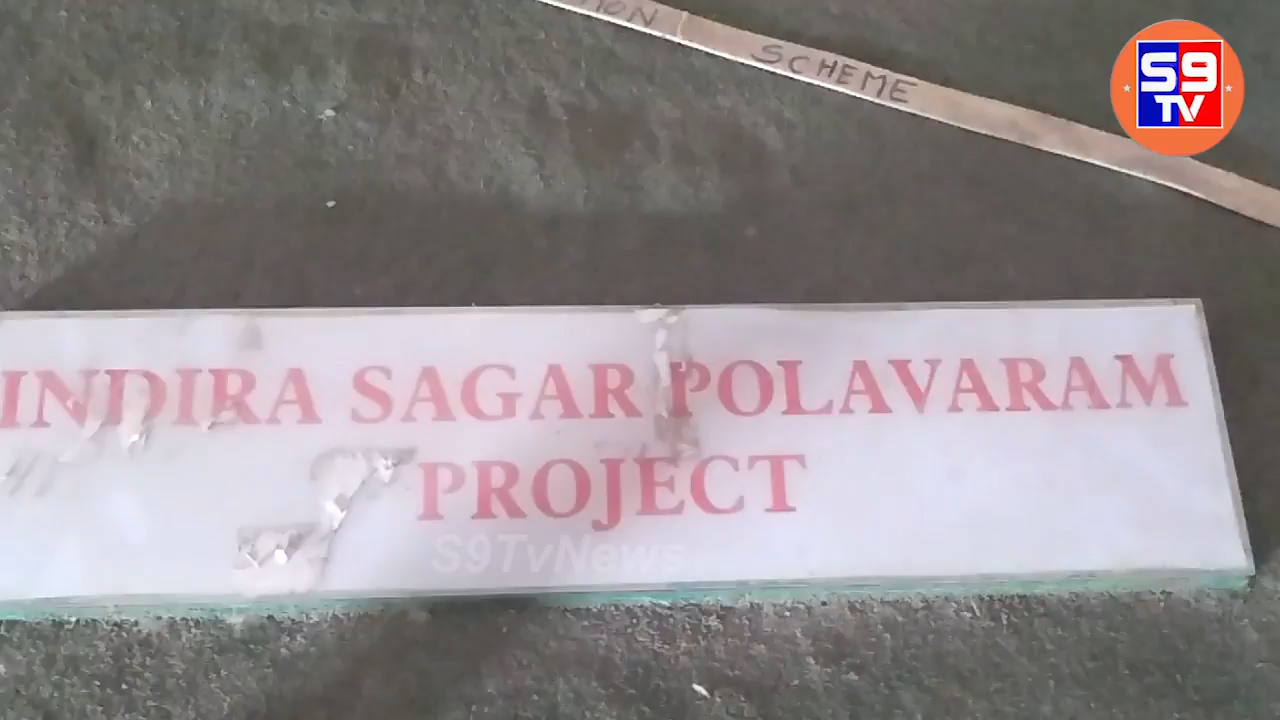 SCHEME
S9
TV
INDIRA SAGAR POLAVARAM
PROJECT
S9TvNews